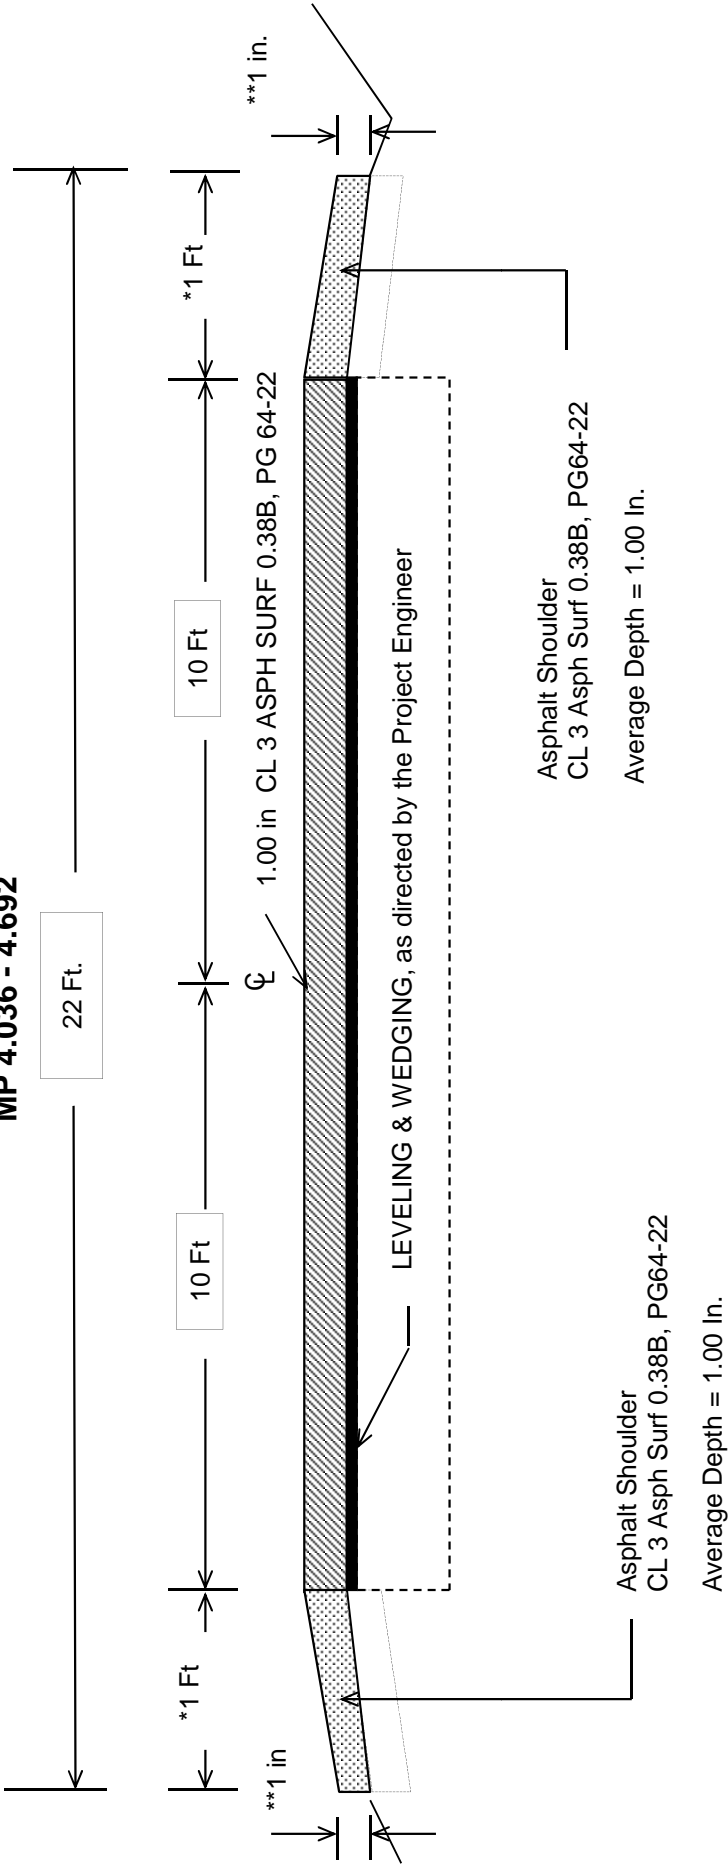 MP 4.036 - 4.692
22 Ft.
*1 Ft
10 Ft
10 Ft
*1 Ft
**1 in
℄
1.00 in CL 3 ASPH SURF 0.38B, PG 64-22
**1 in.
LEVELING & WEDGING, as directed by the Project Engineer
Asphalt Shoulder
CL 3 Asph Surf 0.38B, PG64-22
Average Depth = 1.00 In.
Asphalt Shoulder
CL 3 Asph Surf 0.38B, PG64-22
Average Depth = 1.00 In.